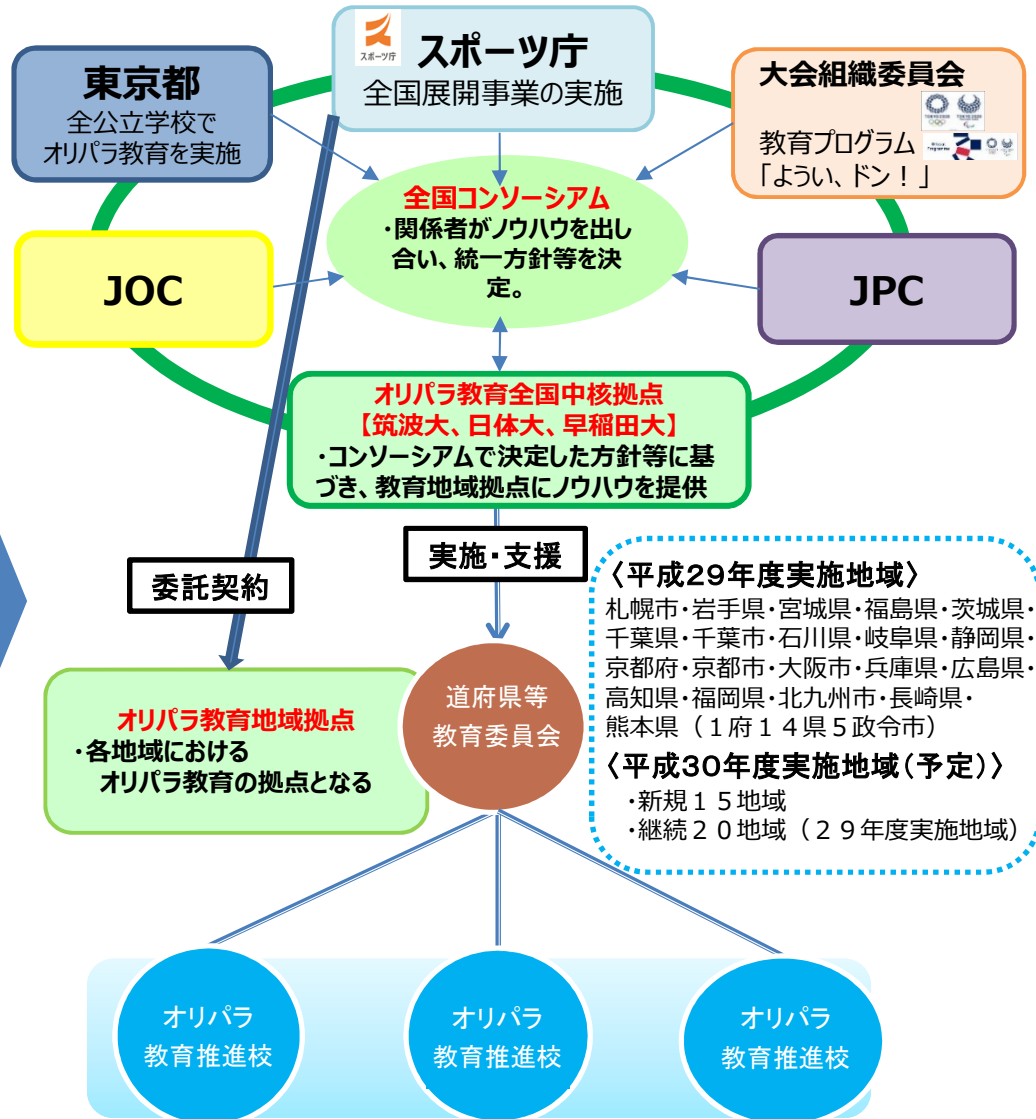 スポーツ庁
スポーツ庁
全国展開事業の実施
東京都
全公立学校で
オリパラ教育を実施
大会組織委員会
教育プログラム
「ようい、ドン！」
全国コンソーシアム
・関係者がノウハウを出し
合い、統一方針等を決
定。
JOC
JPC
オリパラ教育全国中核拠点
【筑波大、日体大、早稲田大】
・コンソーシアムで決定した方針等に基
づき、教育地域拠点にノウハウを提供
委託契約
実施・支援
オリパラ教育地域拠点
・各地域における
オリパラ教育の拠点となる
道府県等
教育委員会
〈平成29年度実施地域〉
札幌市・岩手県・宮城県・福島県・茨城県・
千葉県・千葉市・石川県・岐阜県・静岡県・
京都府・京都市・大阪市・兵庫県・広島県・
高知県・福岡県・北九州市・長崎県・
熊本県（１府１４県５政令市）
〈平成30年度実施地域(予定)〉
・新規１５地域
・継続２０地域（２９年度実施地域）
オリパラ
教育推進校
オリパラ
教育推進校
オリパラ
教育推進校